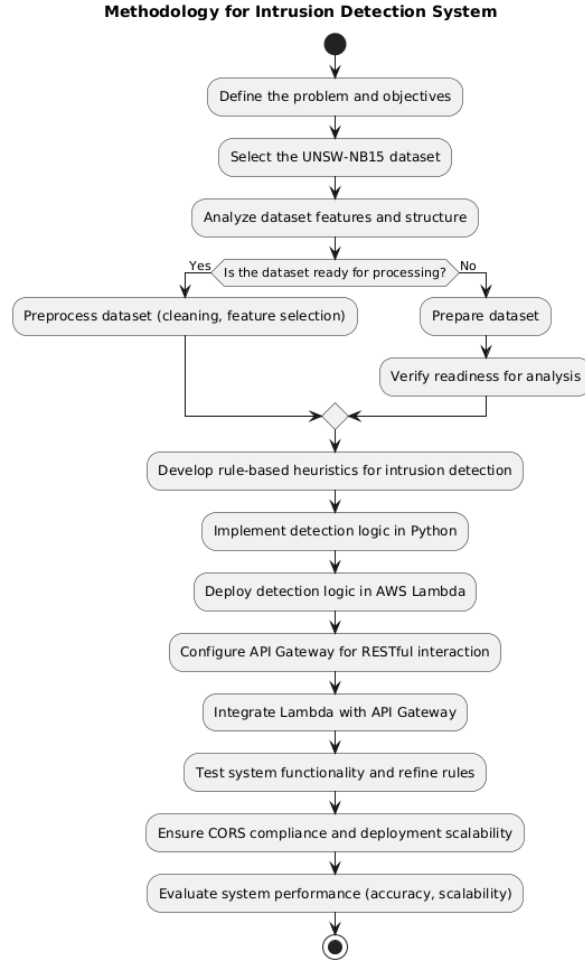 Methodology for Intrusion Detection System
Define the problem and objectives
Select the UNSW-NB15 dataset
Analyze dataset features and structure
Yes
Is the dataset ready for processing?
No
Preprocess dataset (cleaning, feature selection)
Prepare dataset
Verify readiness for analysis
Develop rule-based heuristics for intrusion detection
Implement detection logic in Python
Deploy detection logic in AWS Lambda
Configure API Gateway for RESTful interaction
Integrate Lambda with API Gateway
Test system functionality and refine rules
Ensure CORS compliance and deployment scalability
Evaluate system performance (accuracy, scalability)